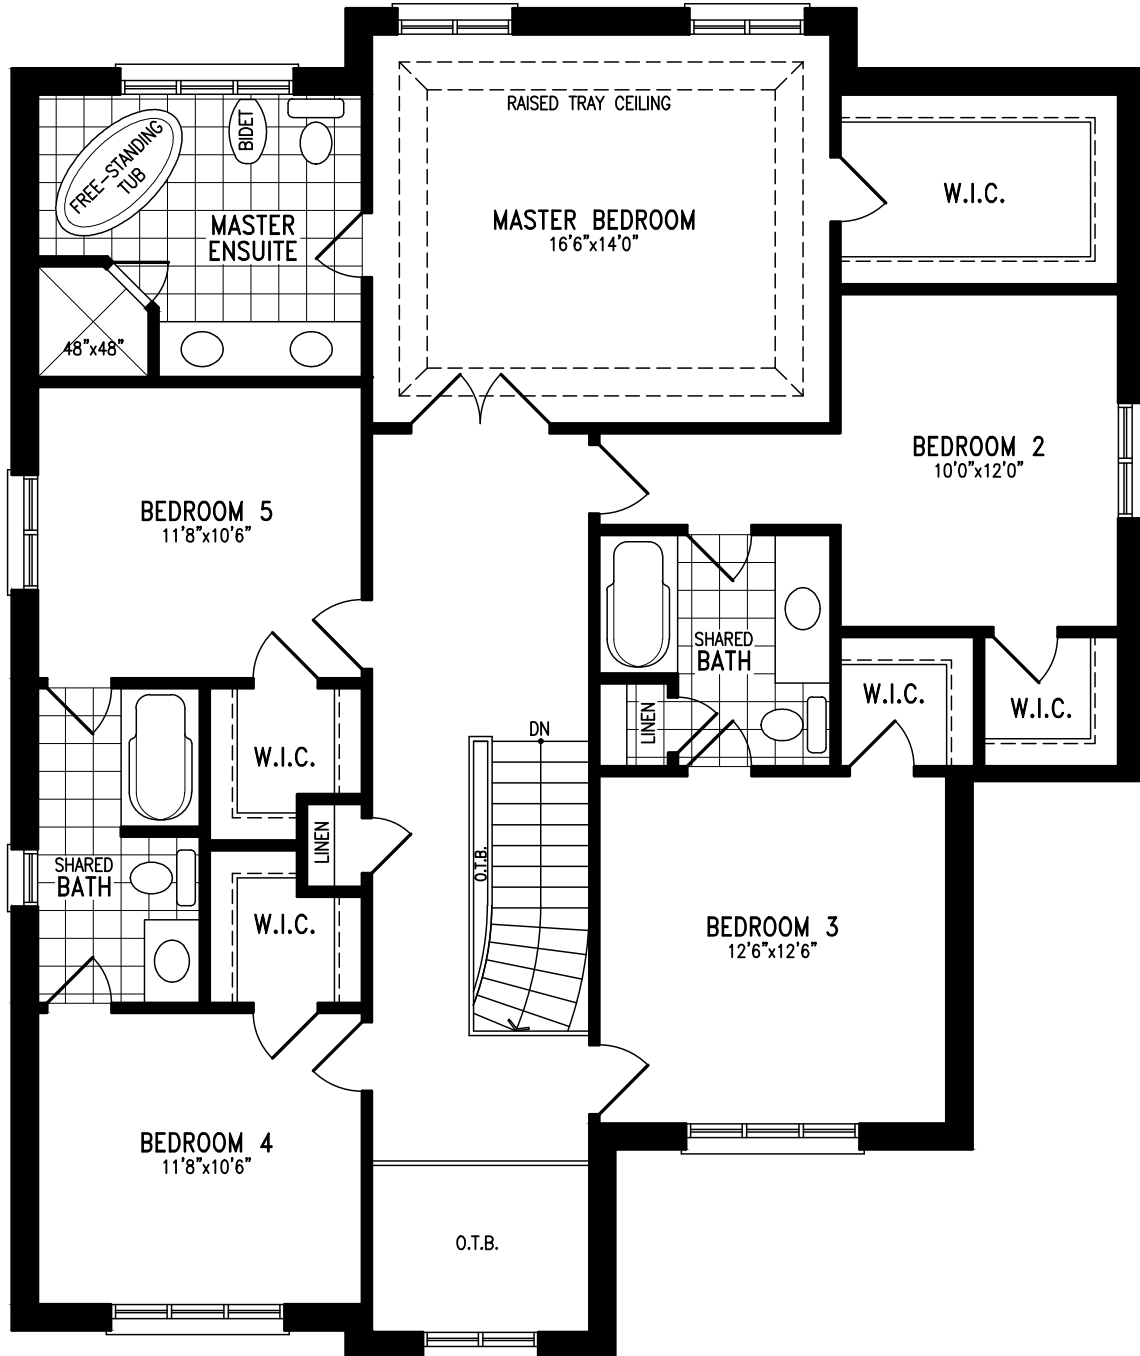 RAISED TRAY CEILING
FREE-STANDING
TUB
BIDET
MASTER
ENSUITE
MASTER BEDROOM
16'6"x14'0"
W.I.C.
48"x48"
BEDROOM 2
10'0"x12'0"
BEDROOM 5
11'8"x10'6"
SHARED
BATH
LINEN
W.I.C.
W.I.C.
DN
W.I.C.
LINEN
O.T.B.
SHARED
BATH
W.I.C.
BEDROOM 3
12'6"x12'6"
BEDROOM 4
11'8"x10'6"
O.T.B.